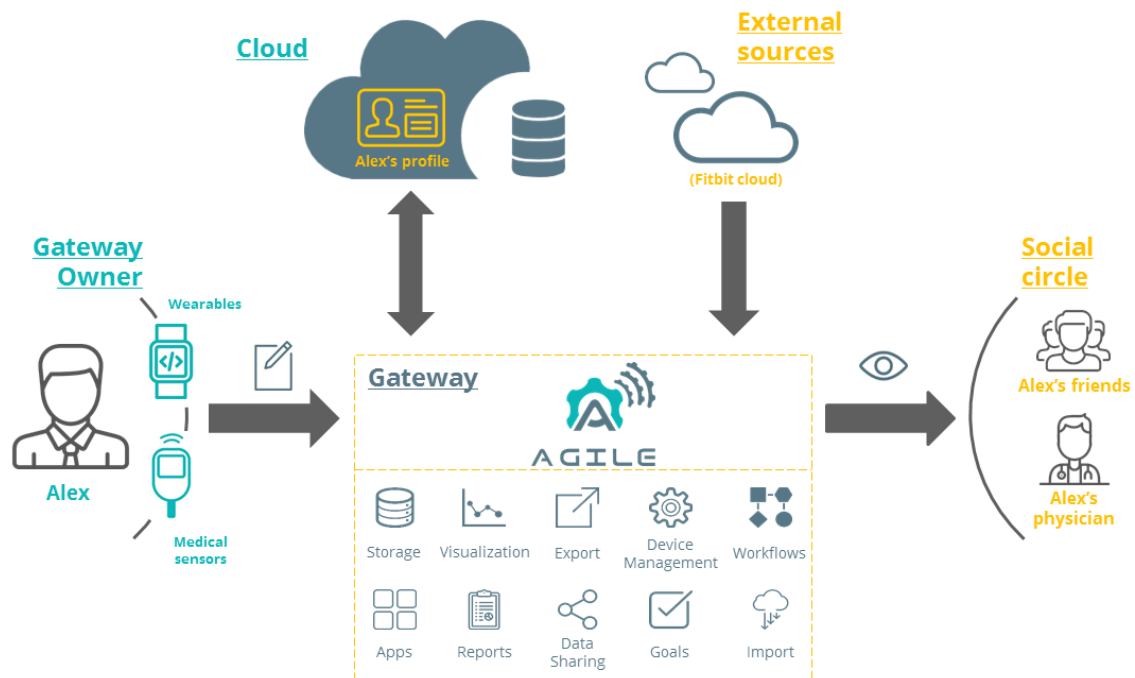 Cloud
External
sources
Alex's profile
(Fitbit cloud)
Gateway
Owner
Social
circle
Wearables
</>
Gateway
AGILE
Alex's friends
Alex
Alex's
physician
Medical
sensors
Storage
Visualization
Export
Device
Management
Workflows
Apps
Reports
Data
Sharing
Goals
Import